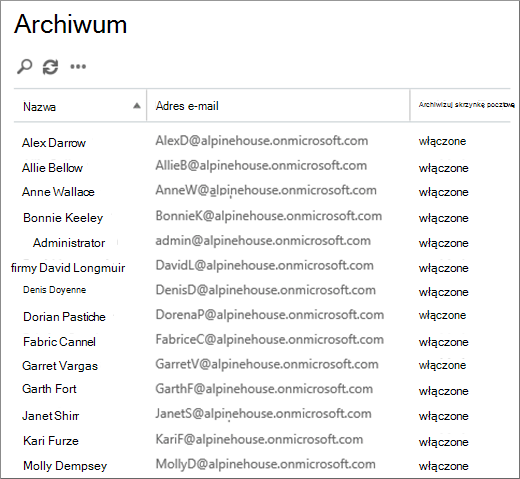 Archiwum
Nazwa Adres e-mail Archiwizuj skrzynkę pocztową
Alex Darrow AlexD@alpinehouse.onmicrosoft.com włączone
Allie Bellow AllieB@alpinehouse.onmicrosoft.com włączone
Anne Wallace AnneW@alpinehouse.onmicrosoft.com włączone
Bonnie Keeley BonnieK@alpinehouse.onmicrosoft.com włączone
Administrator admin@alpinehouse.onmicrosoft.com włączone
firmy David Longmuir DavidL@alpinehouse.onmicrosoft.com włączone
Denis Doyenne DenisD@alpinehouse.onmicrosoft.com włączone
Dorian Pastiche DorenaP@alpinehouse.onmicrosoft.com włączone
Fabric Cannel FabriceC@alpinehouse.onmicrosoft.com włączone
Garret Vargas GarretV@alpinehouse.onmicrosoft.com włączone
Garth Fort GarthF@alpinehouse.onmicrosoft.com włączone
Janet Shirr JanetS@alpinehouse.onmicrosoft.com włączone
Kari Furze KariF@alpinehouse.onmicrosoft.com włączone
Molly Dempsey MollyD@alpinehouse.onmicrosoft.com włączone